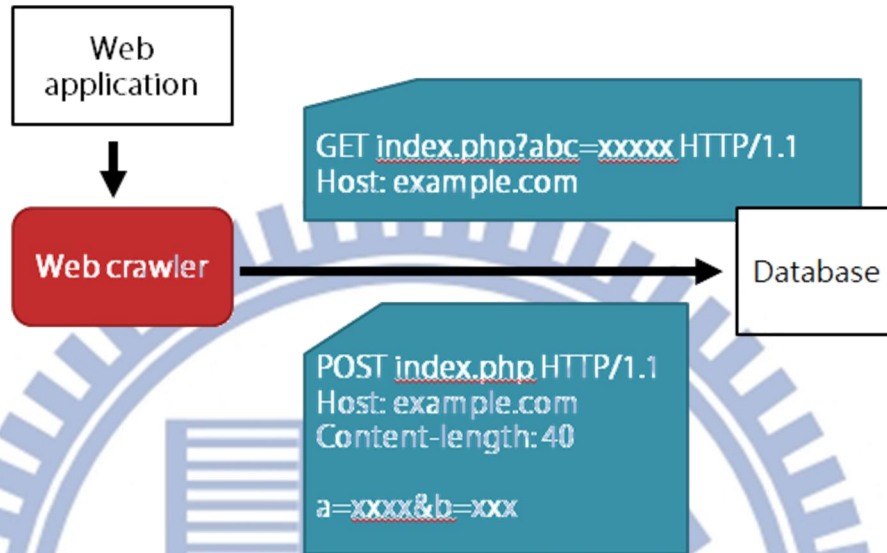 Web
application
GET index.php?abc=xxxxx HTTP/1.1
Host: example.com
Web crawler
Database
POST index.php HTTP/1.1
Host: example.com
Content-length: 40
a=xxxx&b=xxx